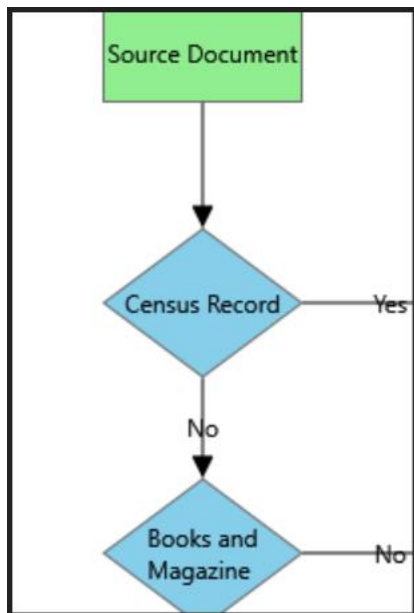 Source Document
Census Record
Yes
No
Books and
Magazine
No